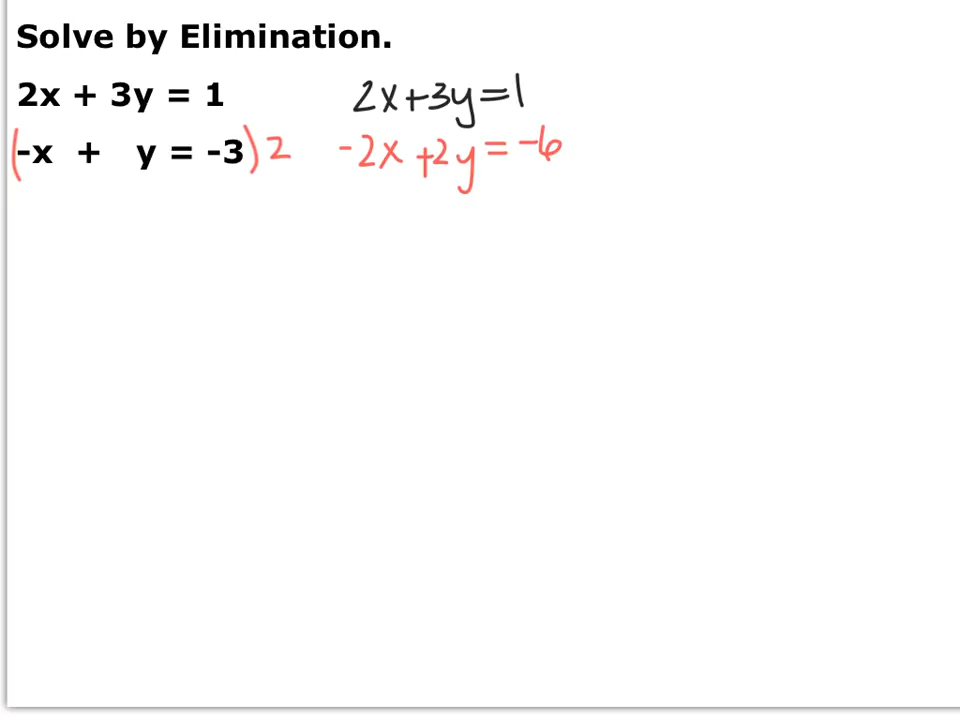 Solve by Elimination.
2x + 3y = 1 2x+3y=1
(-x + y = -3)2 -2x+2y=-6